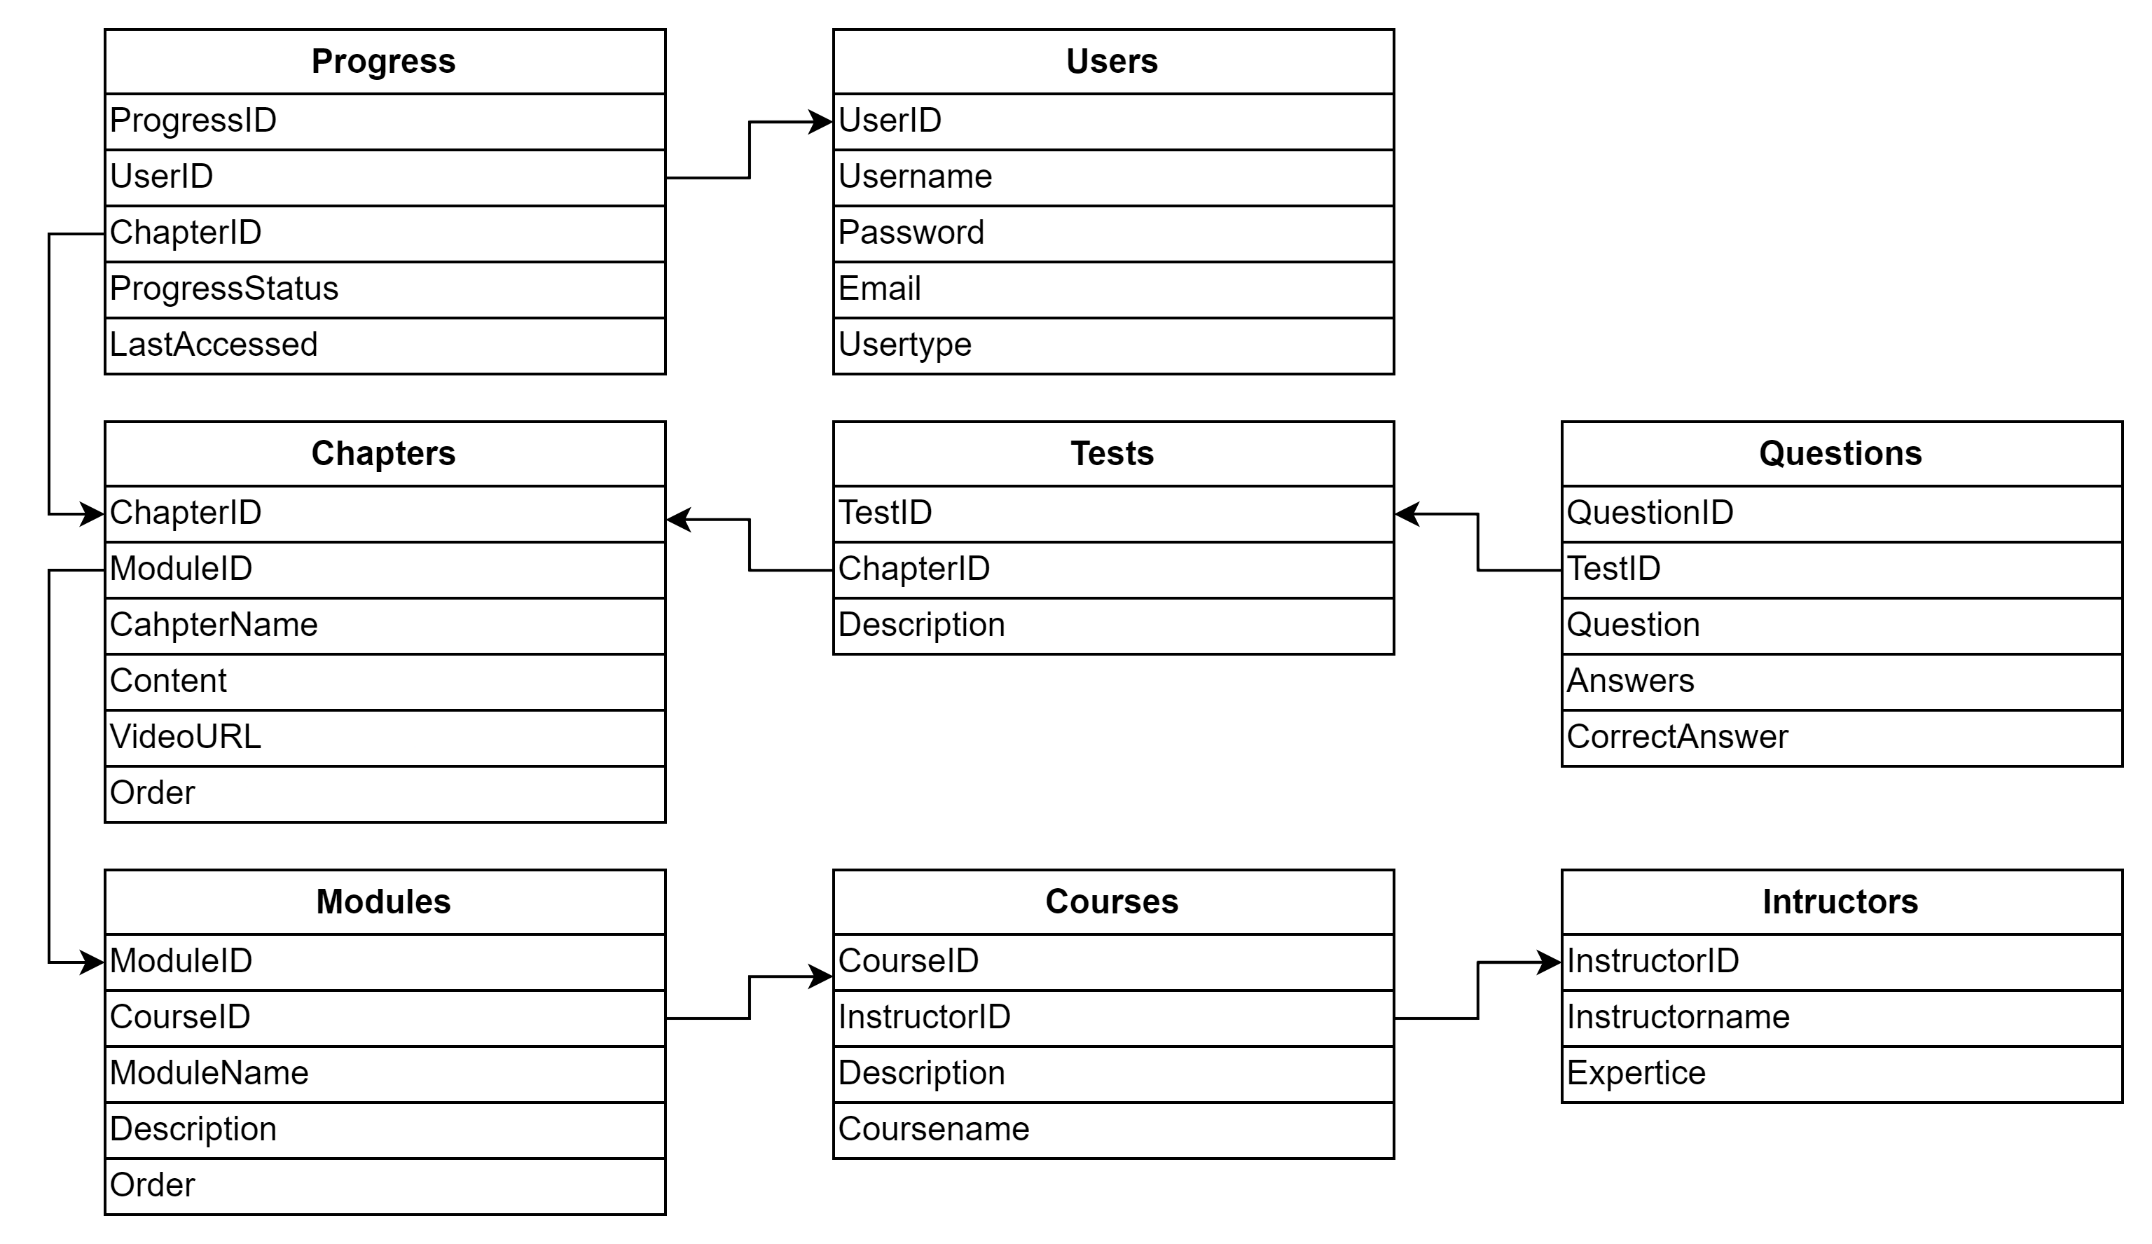 Progress
ProgressID
UserID
ChapterID
ProgressStatus
LastAccessed
Users
UserID
Username
Password
Email
Usertype
Chapters
ChapterID
ModuleID
CahpterName
Content
VideoURL
Order
Tests
TestID
ChapterID
Description
Questions
QuestionID
TestID
Question
Answers
CorrectAnswer
Modules
ModuleID
CourseID
ModuleName
Description
Order
Courses
CourseID
InstructorID
Description
Coursename
Intructors
InstructorID
Instructorname
Expertice